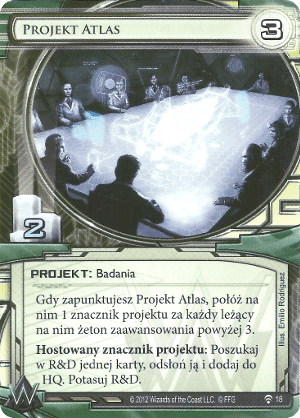 Projekt Atlas
3
2
PROJEKT: Badania
Gdy zapunktujesz Projekt Atlas, połóż na
nim 1 znacznik projektu za każdy leżący
na nim żeton zaawansowania powyżej 3.
Hostowany znacznik projektu: Poszukaj
w R&D jednej karty, odsłoń ją i dodaj do
HQ. Potasuj R&D.
Illus. Emilio Rodriguez
© 2012 Wizards of the Coast LLC. © FFG
18